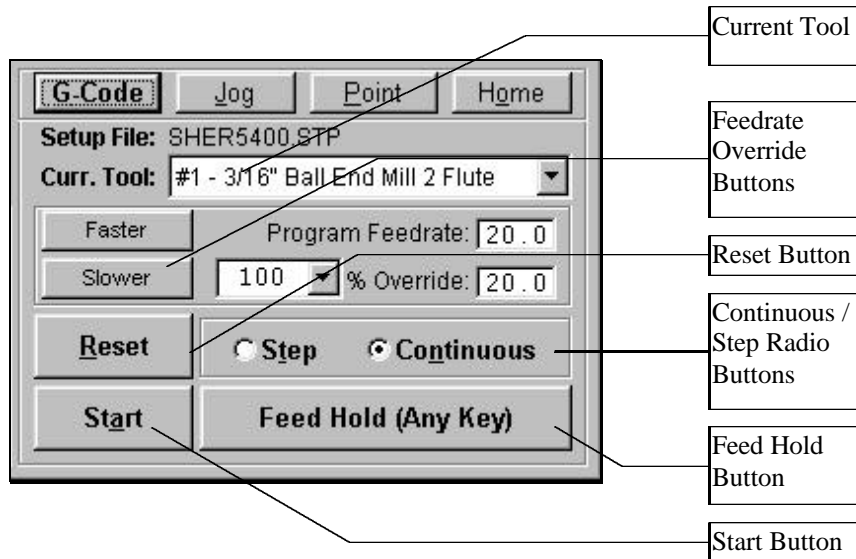 Current Tool
G-Code Jog Point Home
Setup File: SHER5400.STP
Curr. Tool: #1 - 3/16" Ball End Mill 2 Flute
Feedrate
Override
Buttons
Faster Program Feedrate: 20.0
Slower 100 % Override: 20.0
Reset Button
Reset Step Continuous
Continuous /
Step Radio
Buttons
Start Feed Hold (Any Key)
Feed Hold
Button
Start Button